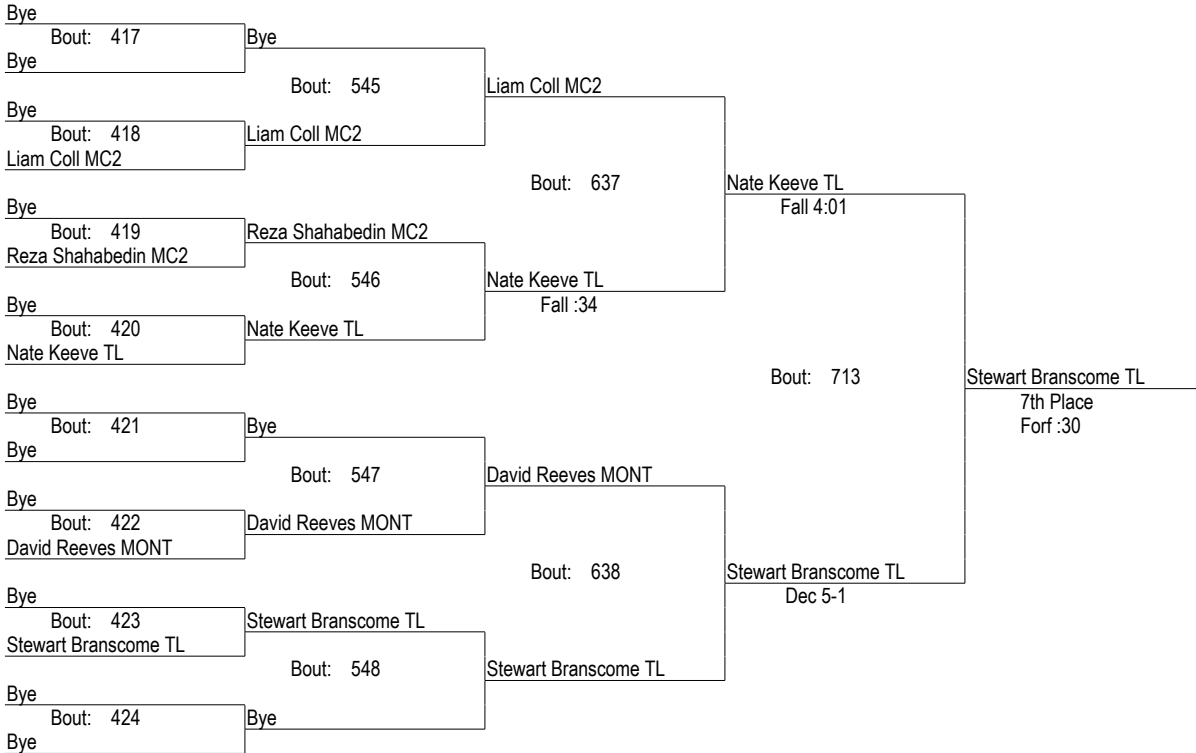 Bye
Bout: 417
Bye
Bye
Bout: 545
Liam Coll MC2
Bye
Bout: 418
Liam Coll MC2
Liam Coll MC2
Bout: 637
Nate Keeve TL
Fall 4:01
Bye
Bout: 419
Reza Shahabedin MC2
Reza Shahabedin MC2
Bout: 546
Nate Keeve TL
Fall :34
Bye
Bout: 420
Nate Keeve TL
Nate Keeve TL
Bout: 713
Stewart Branscome TL
7th Place
Forf :30
Bye
Bout: 421
Bye
Bye
Bout: 547
David Reeves MONT
Bye
Bout: 422
David Reeves MONT
David Reeves MONT
Bout: 638
Stewart Branscome TL
Dec 5-1
Bye
Bout: 423
Stewart Branscome TL
Stewart Branscome TL
Bout: 548
Stewart Branscome TL
Bye
Bout: 424
Bye
Bye